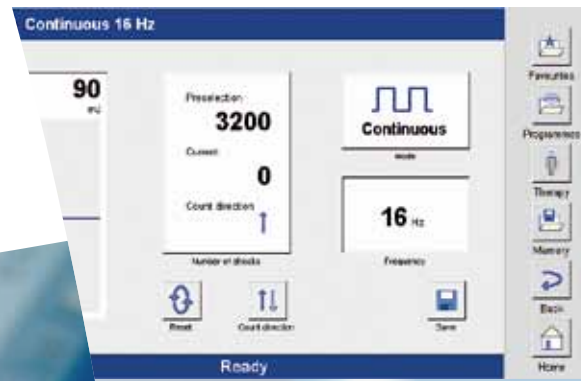 Continuous 16 Hz
90
mJ
Preselection
3200
Current
0
Count direction
Number of shocks
Continuous
Mode
16 Hz
Frequency
Reset
Count direction
Save
Ready
Favourites
Programmes
Therapy
Memory
Back
Home